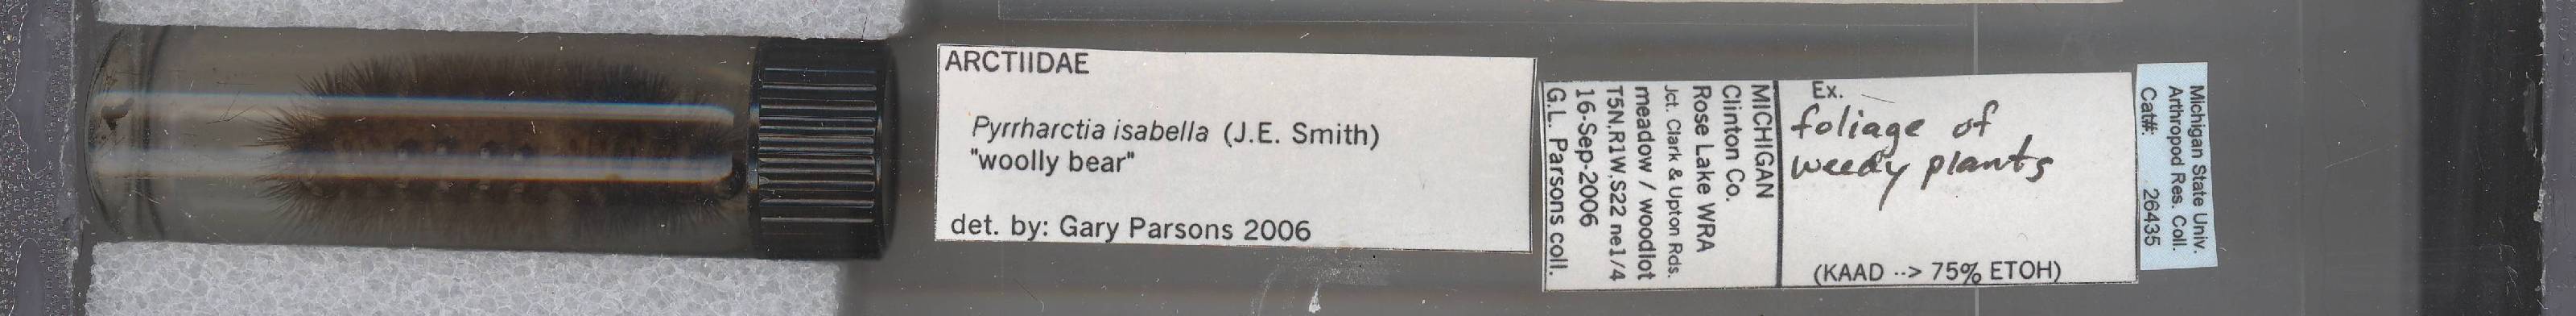 ARCTIIDAE
Pyrrharctia isabella (J.E. Smith)
"woolly bear"
det. by: Gary Parsons 2006
MICHIGAN
Clinton Co.
Rose Lake WRA
Jct. Clark & Upton Rds.
meadow / woodlot
T5N,R1W,S22 ne1/4
16-Sep-2006
G.L. Parsons coll.
Ex.
foliage of
weedy plants
(KAAD --> 75% ETOH)
Michigan State Univ.
Arthropod Res. Coll.
Cat#: 26435